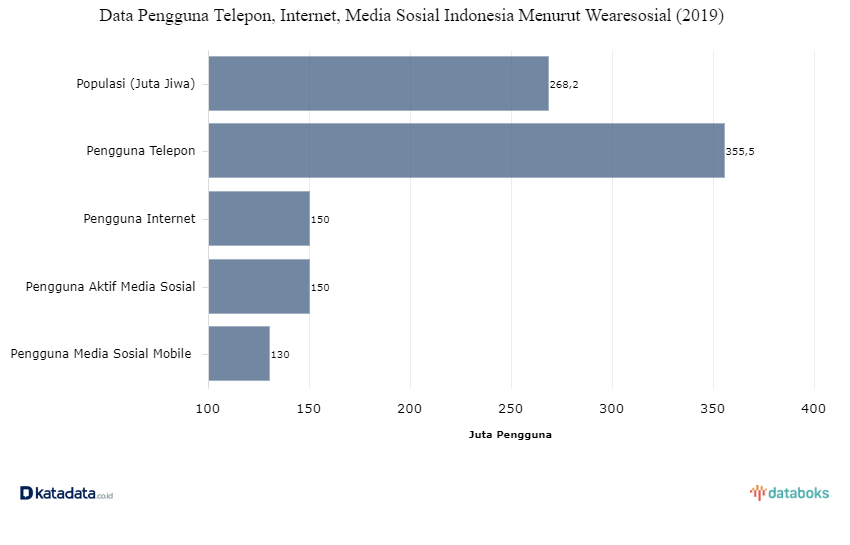 Data Pengguna Telepon, Internet, Media Sosial Indonesia Menurut Wearesosial (2019)
Populasi (Juta Jiwa)
268,2
Pengguna Telepon
355,5
Pengguna Internet
150
Pengguna Aktif Media Sosial
150
Pengguna Media Sosial Mobile
130
100 150 200 250 300 350 400
Juta Pengguna
katadata.co.id
databoks